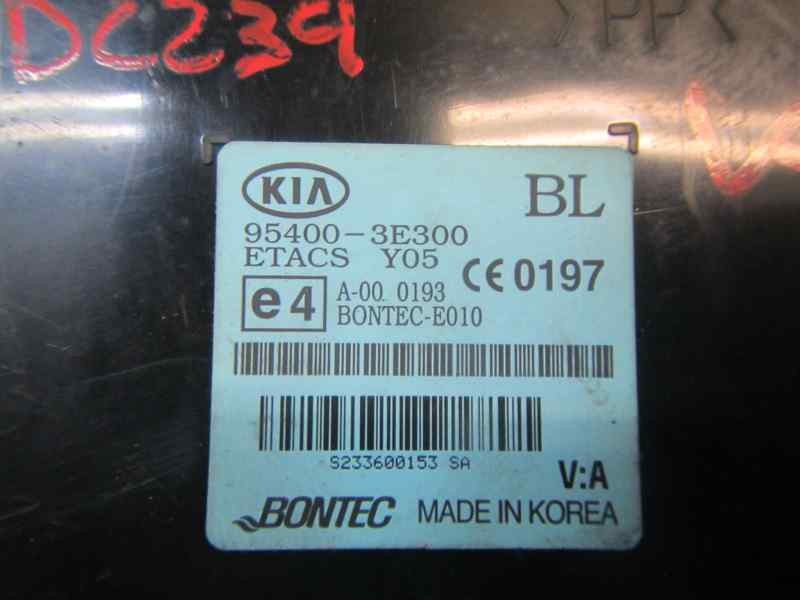 DC239
>PP<
KIA
BL
95400-3E300
ETACS Y05
CE 0197
e4
A-00 0193
BONTEC-E010
S233600153 SA
V:A
BONTEC MADE IN KOREA